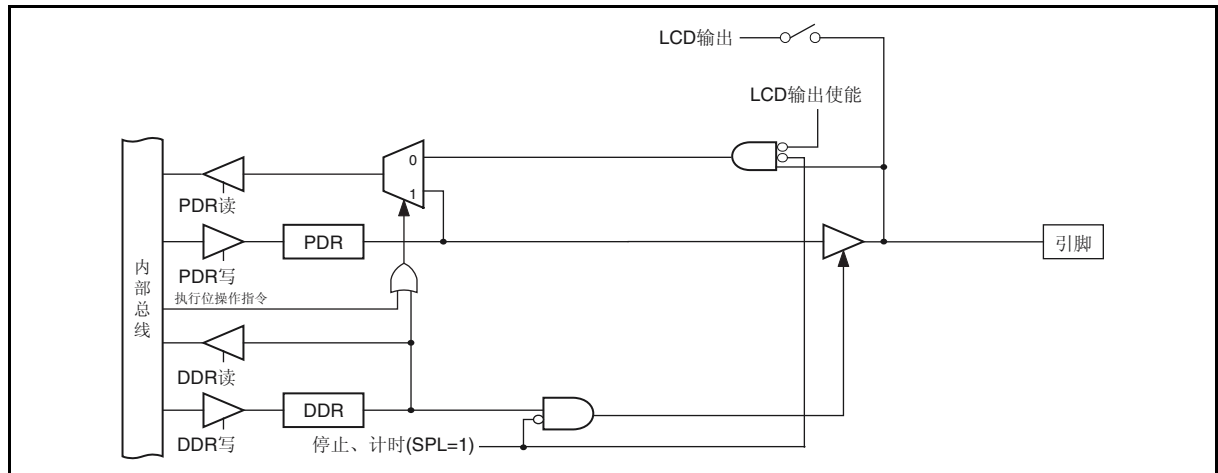 LCD输出
LCD输出使能
0
1
PDR读
PDR
PDR写
引脚
内部总线
执行位操作指令
DDR读
DDR
DDR写
停止、计时(SPL=1)